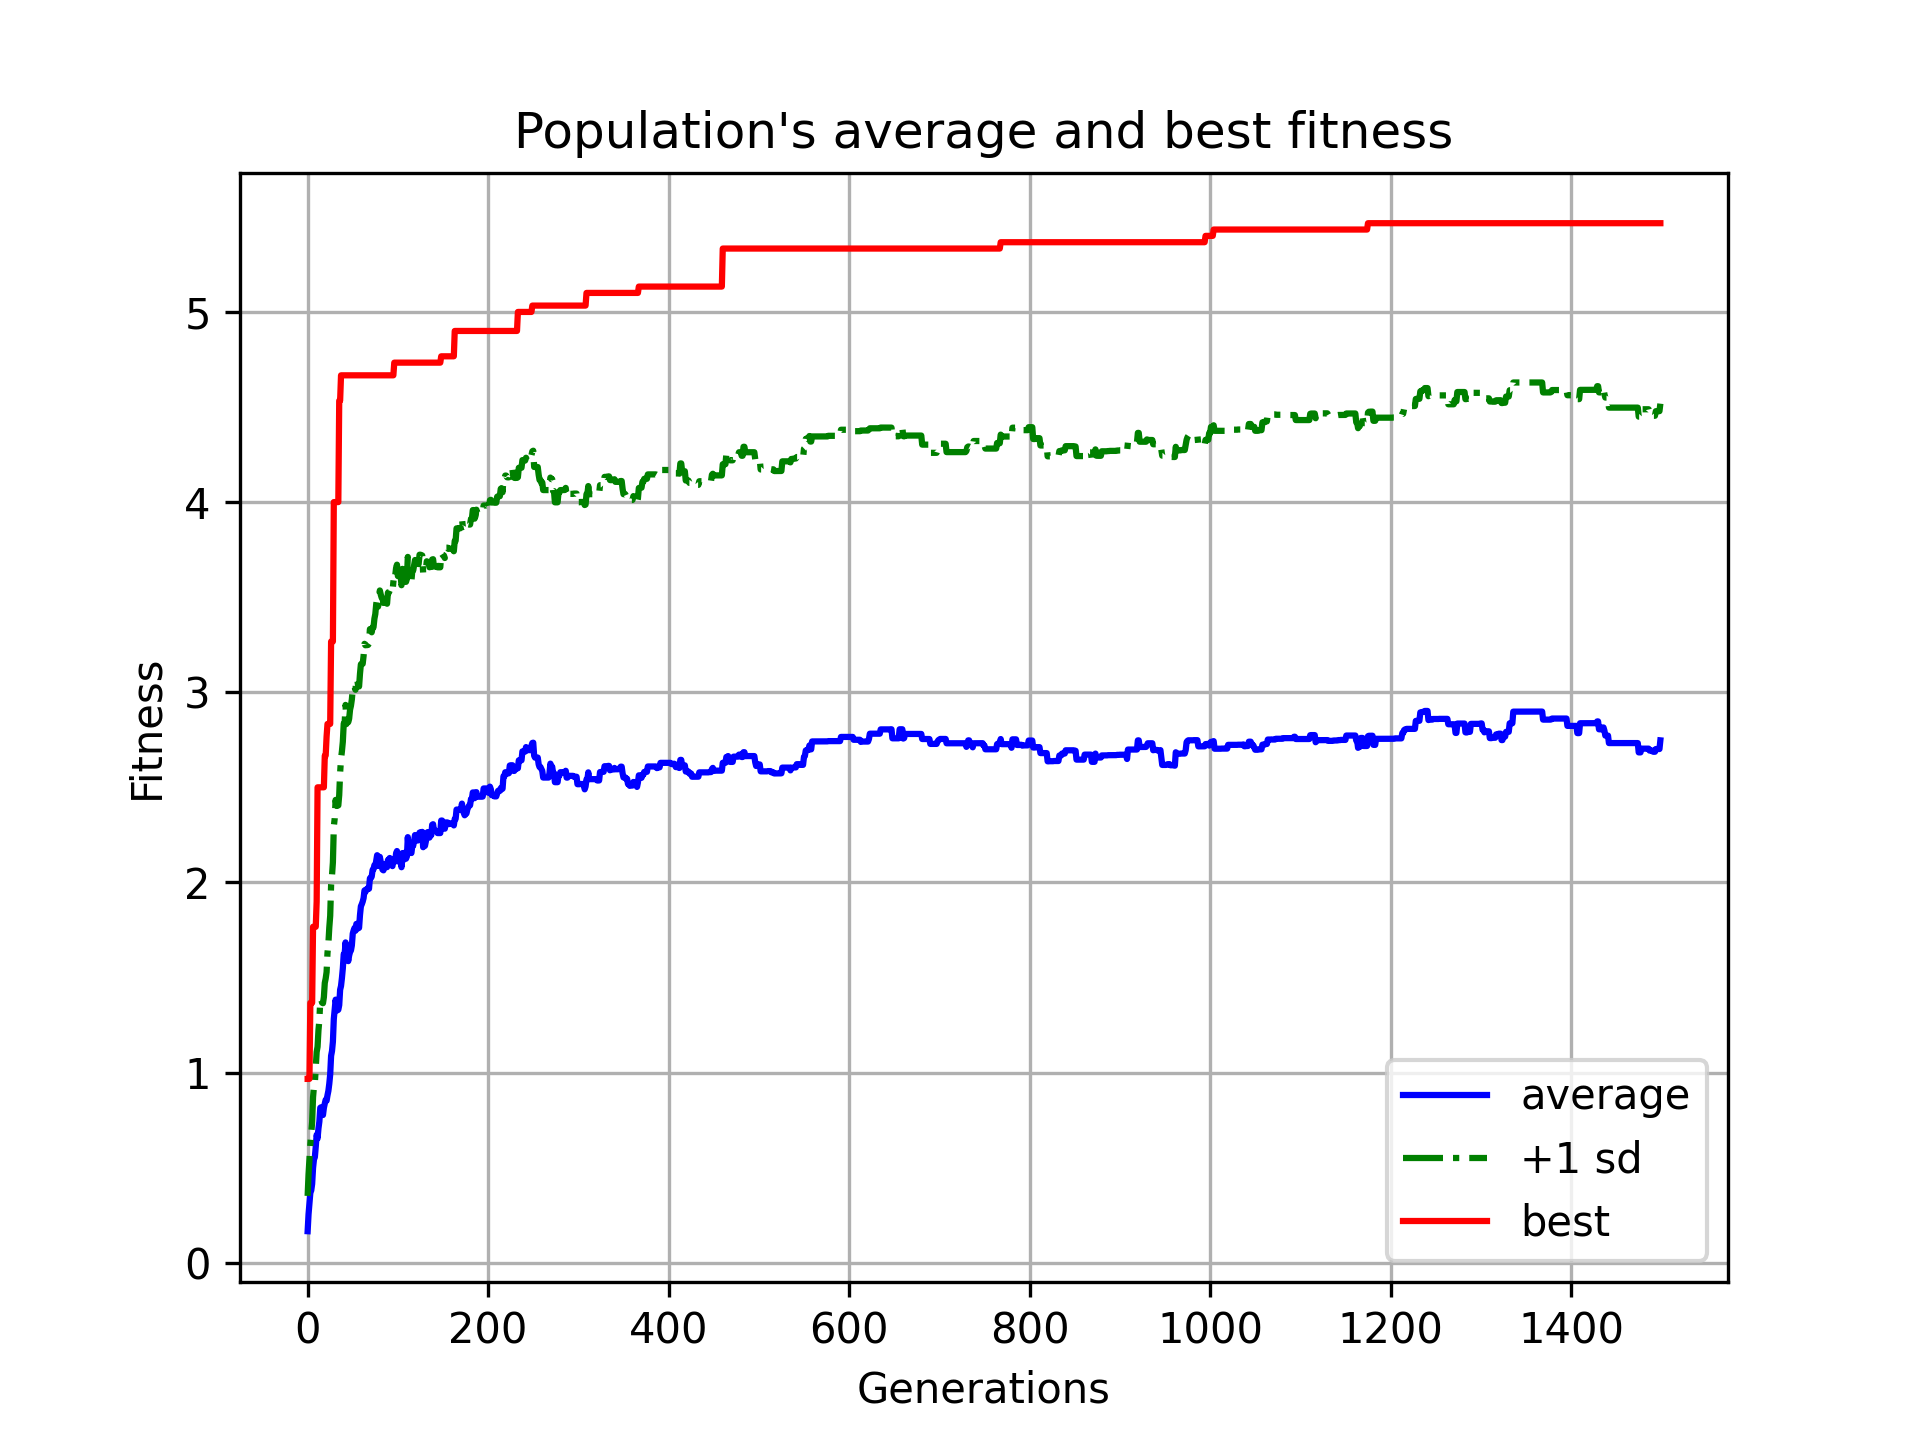 Population's average and best fitness
5
4
3
2
1
0
Fitness
0 200 400 600 800 1000 1200 1400
Generations
average
+1 sd
best